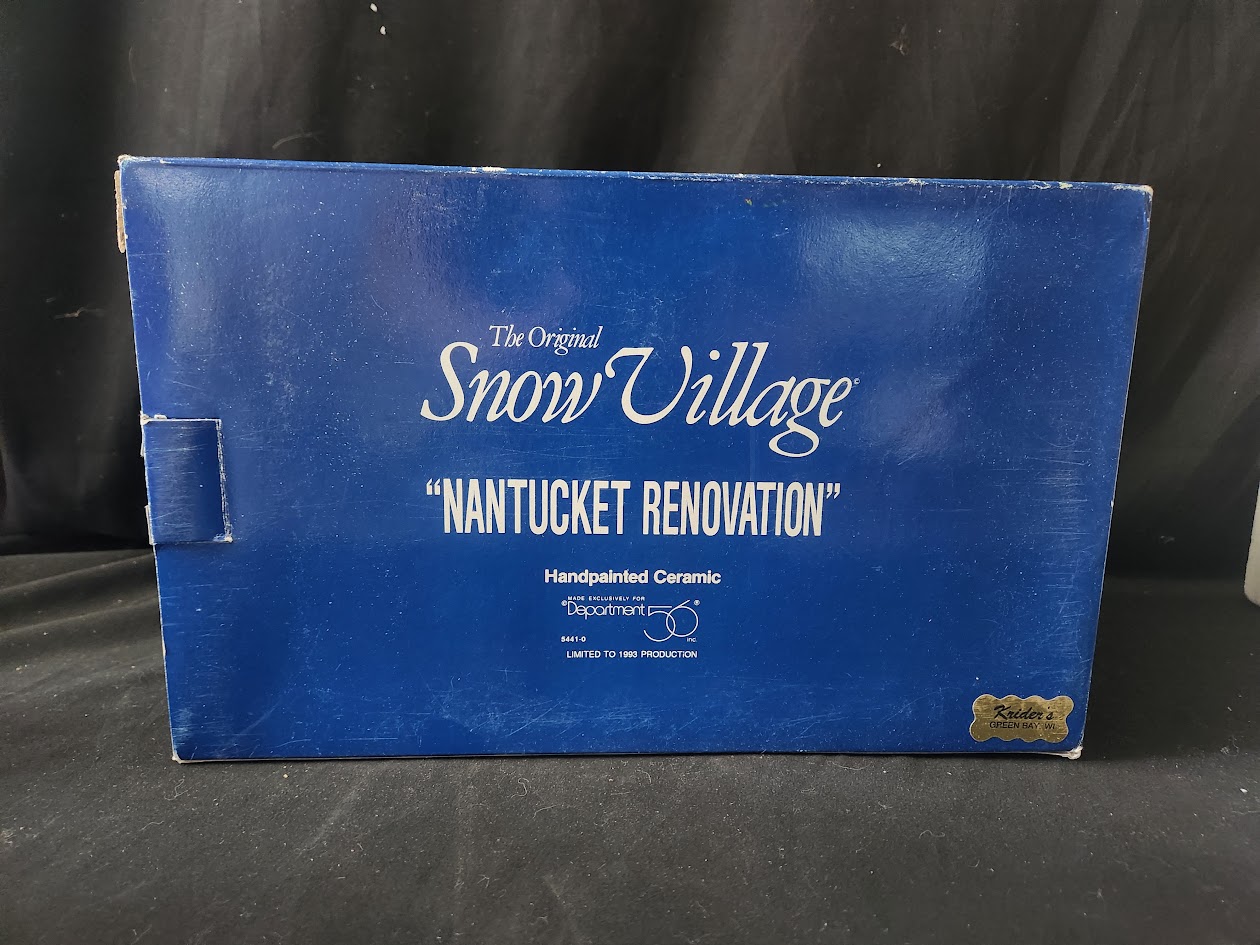 The Original
Snow Village©
“NANTUCKET RENOVATION”
Handpainted Ceramic
MADE EXCLUSIVELY FOR
©Department 56®
inc.
5441-0
LIMITED TO 1993 PRODUCTION
Krider's
GREEN BAY, WI.